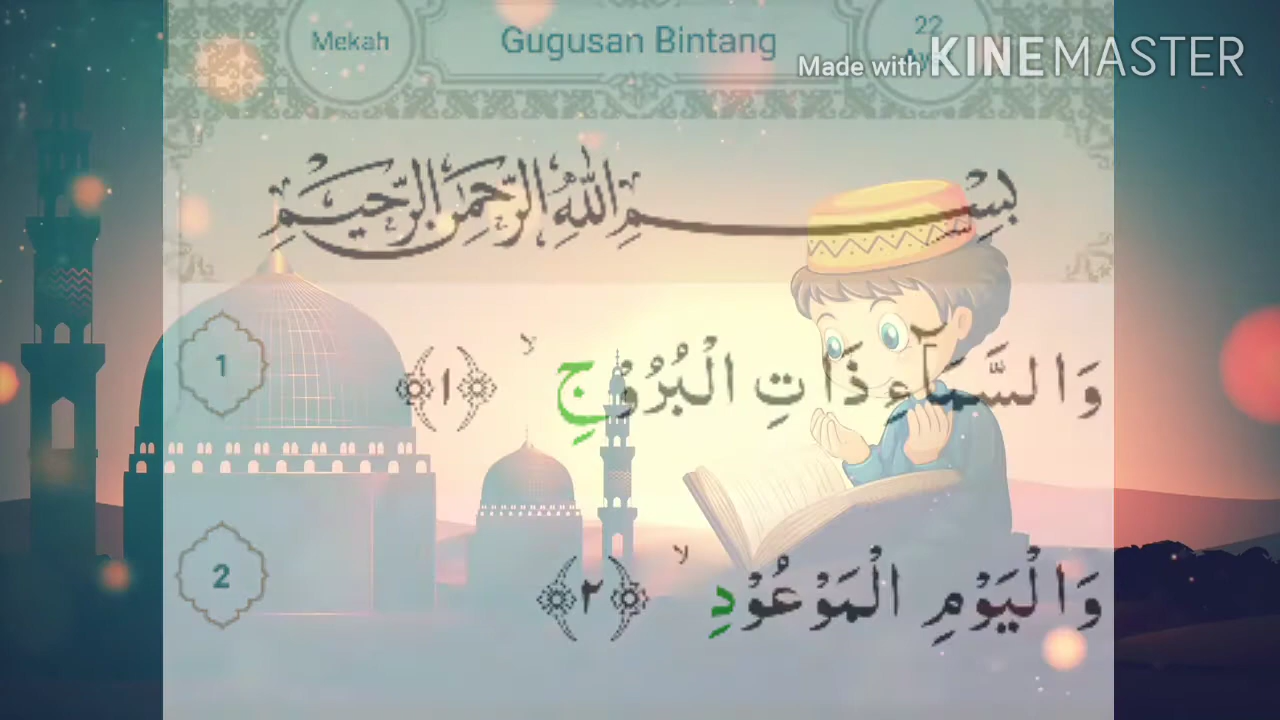 Mekah
Gugusan Bintang
22
Made with KINEMASTER
بِسْمِ اللّٰهِ الرَّحْمٰنِ الرَّحِيْمِ
1
وَالسَّمَآءِ ذَاتِ الْبُرُوْجِۙ ﴿١﴾
2
وَالْيَوْمِ الْمَوْعُوْدِۙ ﴿٢﴾